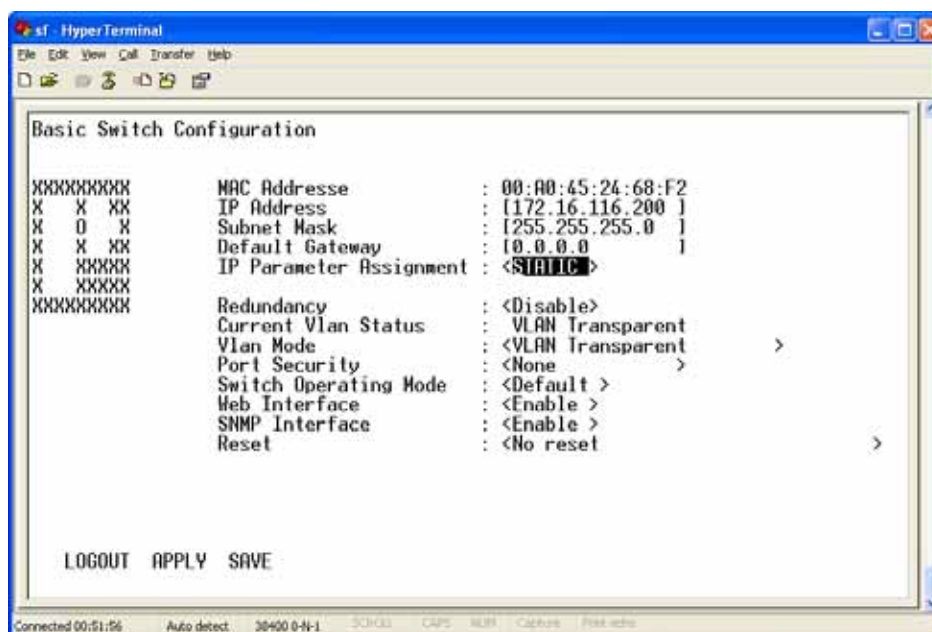 sf - HyperTerminal
File Edit View Call Transfer Help
Basic Switch Configuration
XXXXXXXXX MAC Addresse : 00:A0:45:24:68:F2
X X XX IP Address : [172.16.116.200 ]
X O X Subnet Mask : [255.255.255.0 ]
X X XX Default Gateway : [0.0.0.0 ]
X XXXXX IP Parameter Assignment : <STATIC >
X XXXXX
XXXXXXXXX Redundancy : <Disable>
Current Vlan Status : VLAN Transparent
Vlan Mode : <VLAN Transparent >
Port Security : <None >
Switch Operating Mode : <Default >
Web Interface : <Enable >
SNMP Interface : <Enable >
Reset : <No reset >
LOGOUT APPLY SAVE
Connected 00:51:56 Auto detect 38400 8-N-1 SCROLL CAPS NUM Capture Print echo